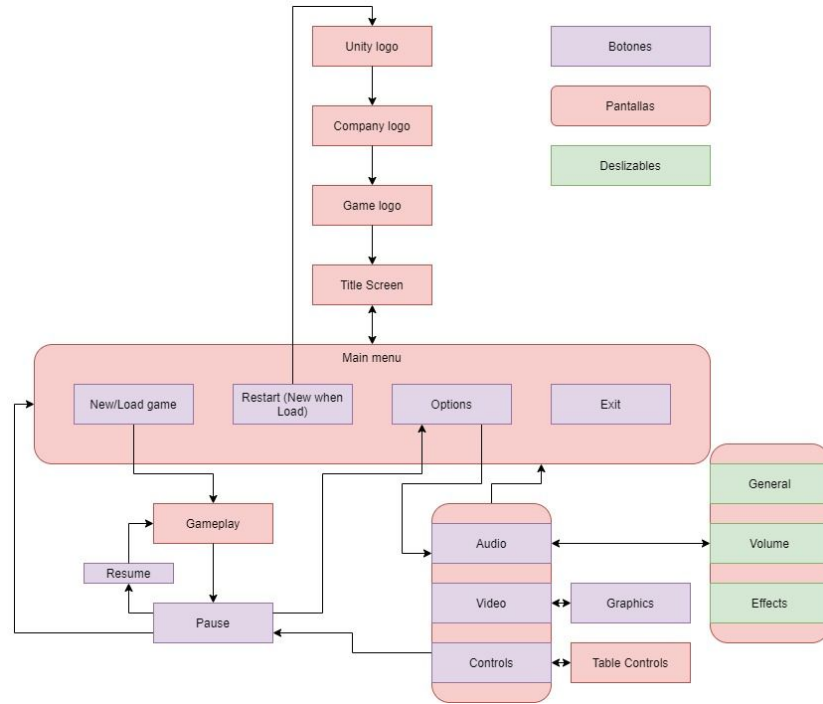 Unity logo
Botones
Company logo
Pantallas
Game logo
Deslizables
Title Screen
Main menu
New/Load game
Restart (New when
Load)
Options
Exit
General
Gameplay
Audio
Volume
Resume
Video
Graphics
Effects
Pause
Controls
Table Controls